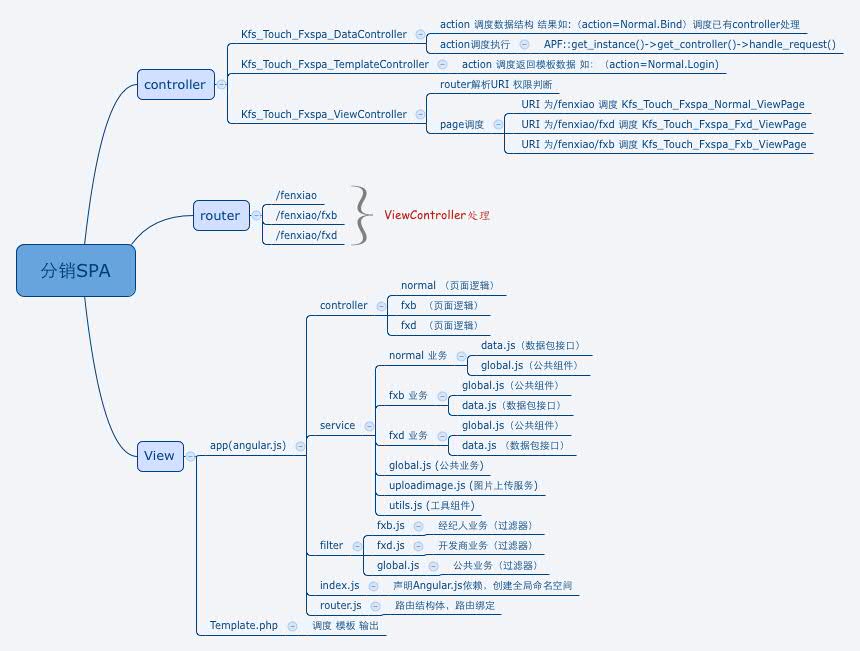 分销SPA
controller
Kfs_Touch_Fxspa_DataController
action 调度数据结构 结果如:（action=Normal.Bind）调度已有controller处理
action调度执行 APF::get_instance()->get_controller()->handle_request()
Kfs_Touch_Fxspa_TemplateController action 调度返回模板数据 如: （action=Normal.Login)
Kfs_Touch_Fxspa_ViewController
router解析URI 权限判断
page调度
URI 为/fenxiao 调度 Kfs_Touch_Fxspa_Normal_ViewPage
URI 为/fenxiao/fxd 调度 Kfs_Touch_Fxspa_Fxd_ViewPage
URI 为/fenxiao/fxb 调度 Kfs_Touch_Fxspa_Fxb_ViewPage
router
/fenxiao
/fenxiao/fxb
/fenxiao/fxd
ViewController处理
View
app(angular.js)
controller
normal （页面逻辑）
fxb （页面逻辑）
fxd （页面逻辑）
service
normal 业务
data.js（数据包接口）
global.js（公共组件）
fxb 业务
global.js（公共组件）
data.js（数据包接口）
fxd 业务
global.js（公共组件）
data.js （数据包接口）
global.js (公共业务)
uploadimage.js (图片上传服务)
utils.js (工具组件)
filter
fxb.js 经纪人业务（过滤器）
fxd.js 开发商业务（过滤器）
global.js 公共业务（过滤器）
index.js 声明Angular.js依赖，创建全局命名空间
router.js 路由结构体，路由绑定
Template.php 调度 模板 输出